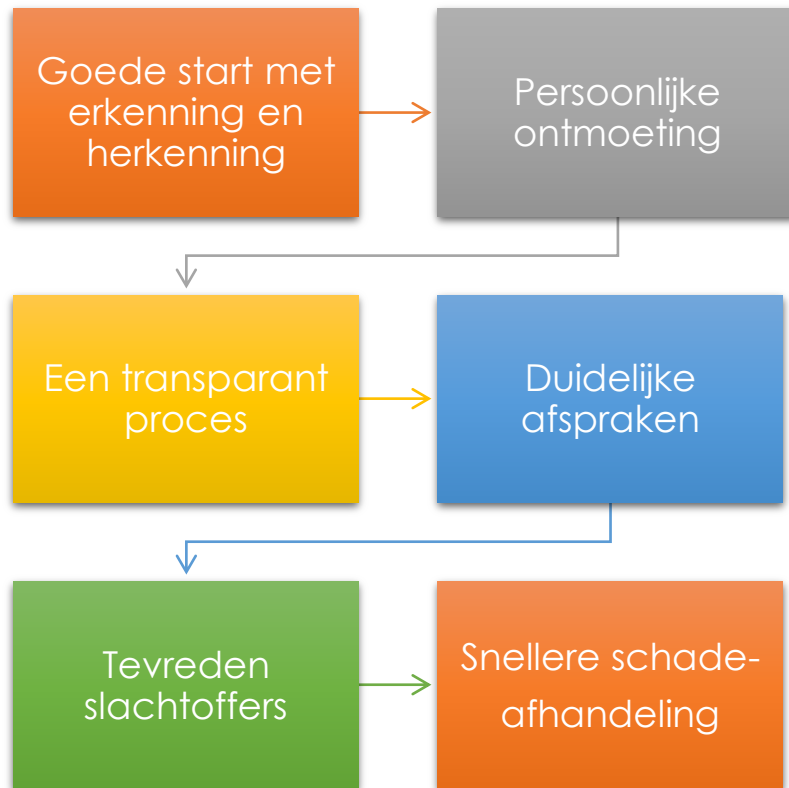 Goede start met
erkenning en
herkenning
Persoonlijke
ontmoeting
Een transparant
proces
Duidelijke
afspraken
Tevreden
slachtoffers
Snellere schade-
afhandeling